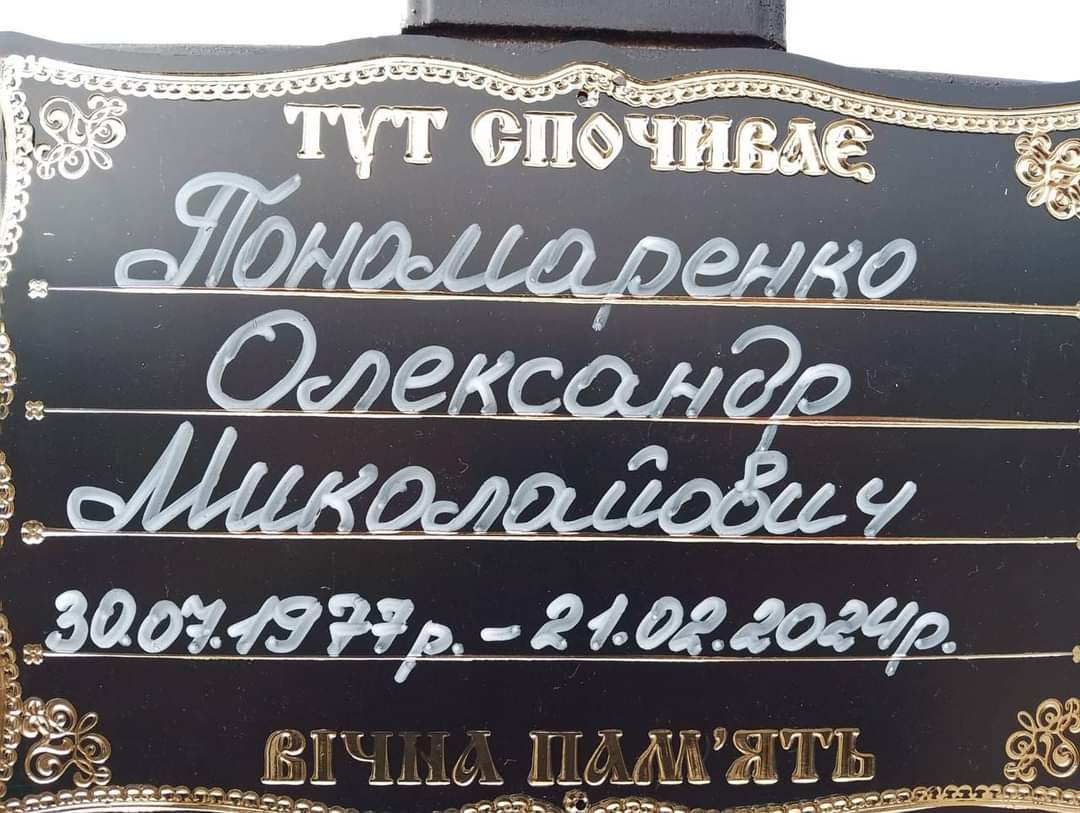 ТУТ СПОЧИВАЄ
Пономаренко
Олександр
Миколайович
30.07.1977р. - 21.02.2024р.
ВІЧНА ПАМ'ЯТЬ